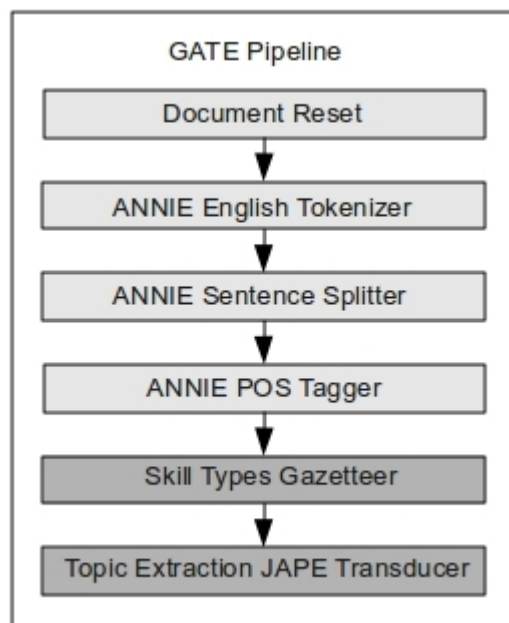 GATE Pipeline
Document Reset
ANNIE English Tokenizer
ANNIE Sentence Splitter
ANNIE POS Tagger
Skill Types Gazetteer
Topic Extraction JAPE Transducer